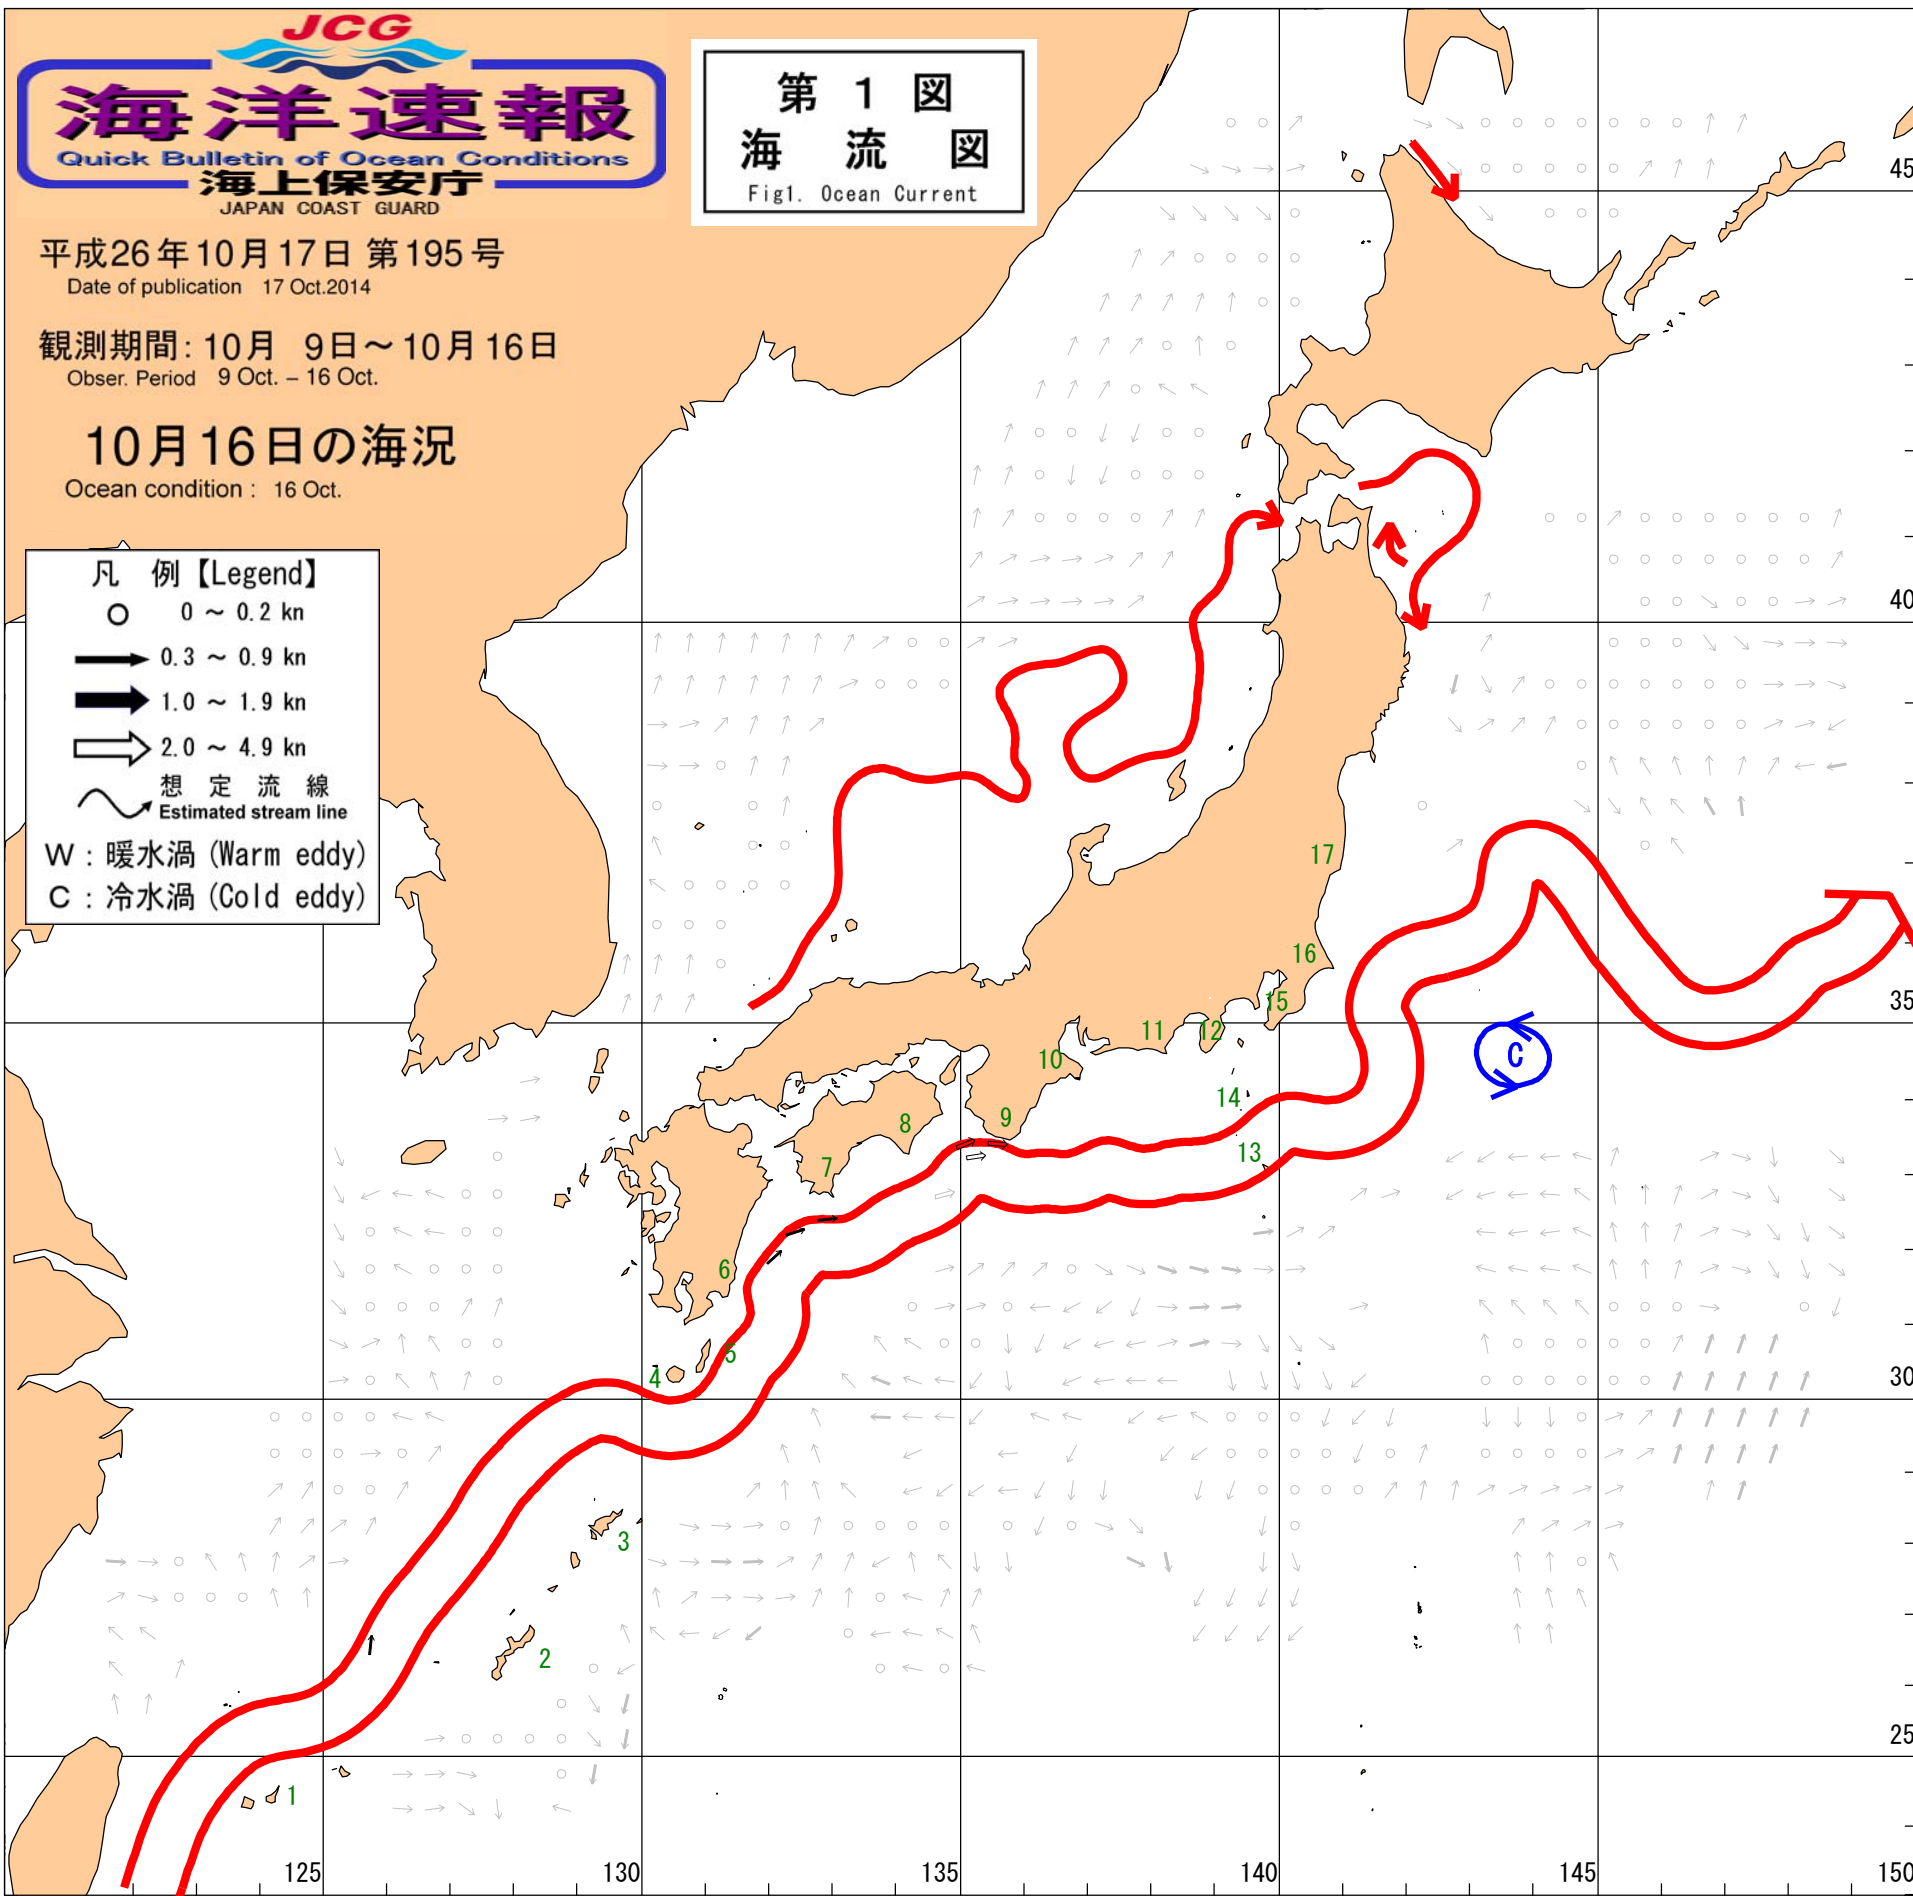 JCG
海洋速報
Quick Bulletin of Ocean Conditions
海上保安庁
JAPAN COAST GUARD
第 1 図
海 流 図
Fig1. Ocean Current
平成26年10月17日 第195号
Date of publication 17 Oct.2014
観測期間: 10月 9日～10月16日
Obser. Period 9 Oct. – 16 Oct.
10月16日の海況
Ocean condition : 16 Oct.
凡 例【Legend】
0 ～ 0.2 kn
0.3 ～ 0.9 kn
1.0 ～ 1.9 kn
2.0 ～ 4.9 kn
想 定 流 線
Estimated stream line
W : 暖水渦 (Warm eddy)
C : 冷水渦 (Cold eddy)
45
40
35
30
25
17
16
15
12
11
10
C
14
9
8
13
7
6
5
4
3
2
1
125
130
135
140
145
150